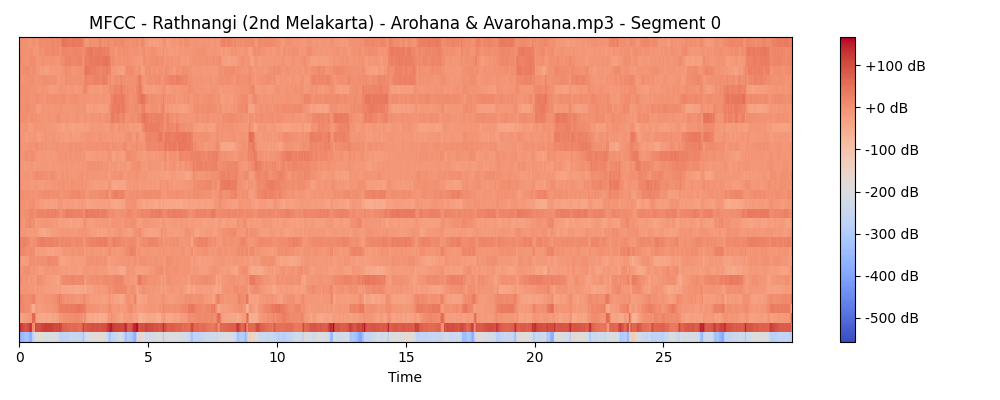 MFCC - Rathnangi (2nd Melakarta) - Arohana & Avarohana.mp3 - Segment 0
+100 dB
+0 dB
-100 dB
-200 dB
-300 dB
-400 dB
-500 dB
0 5 10 15 20 25
Time